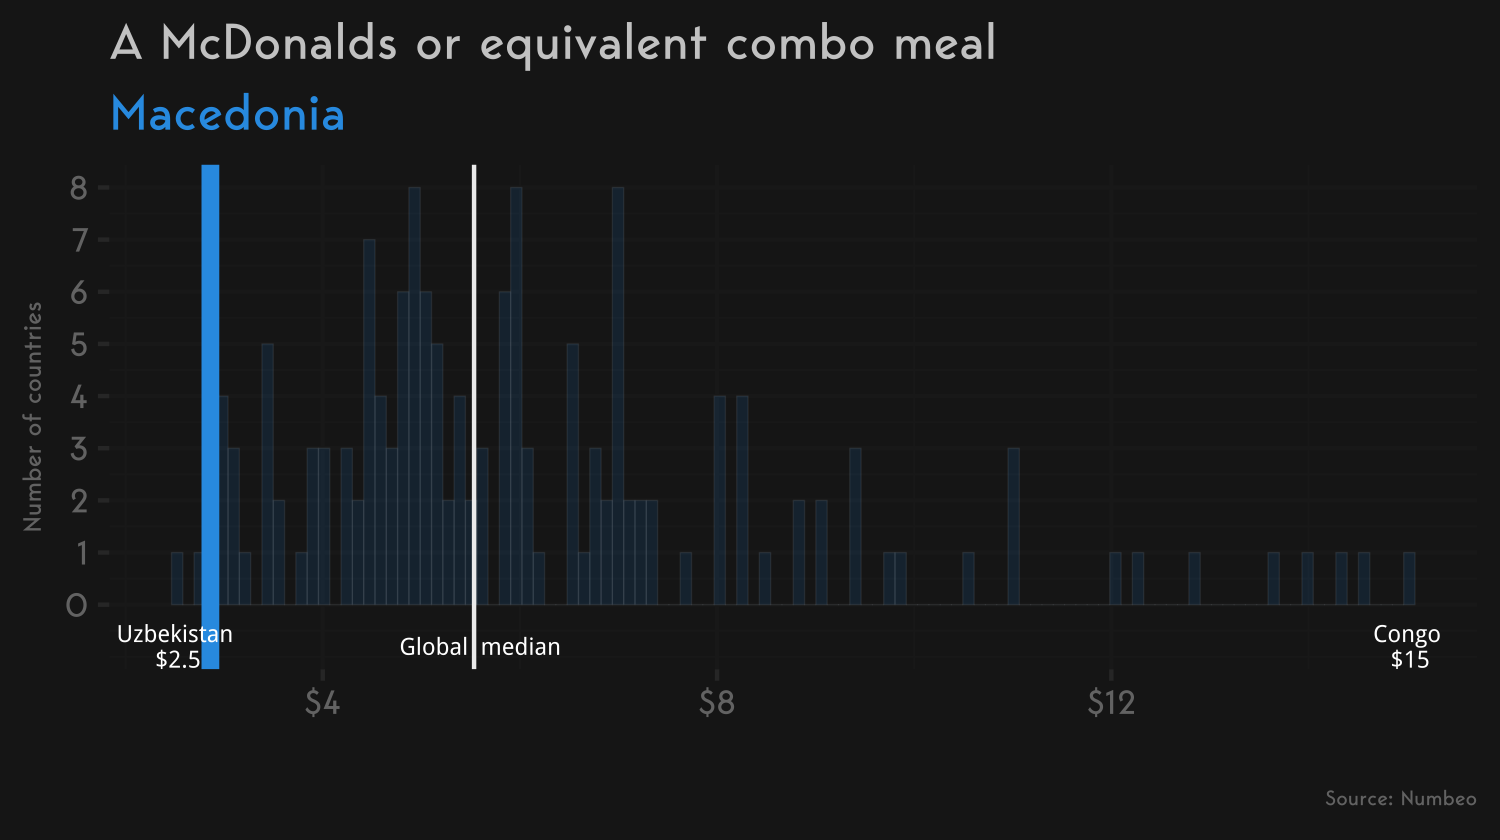 A McDonalds or equivalent combo meal
Macedonia
Number of countries
8
7
6
5
4
3
2
1
0
Uzbekistan
$2.5
Global median
Congo
$15
$4 $8 $12
Source: Numbeo